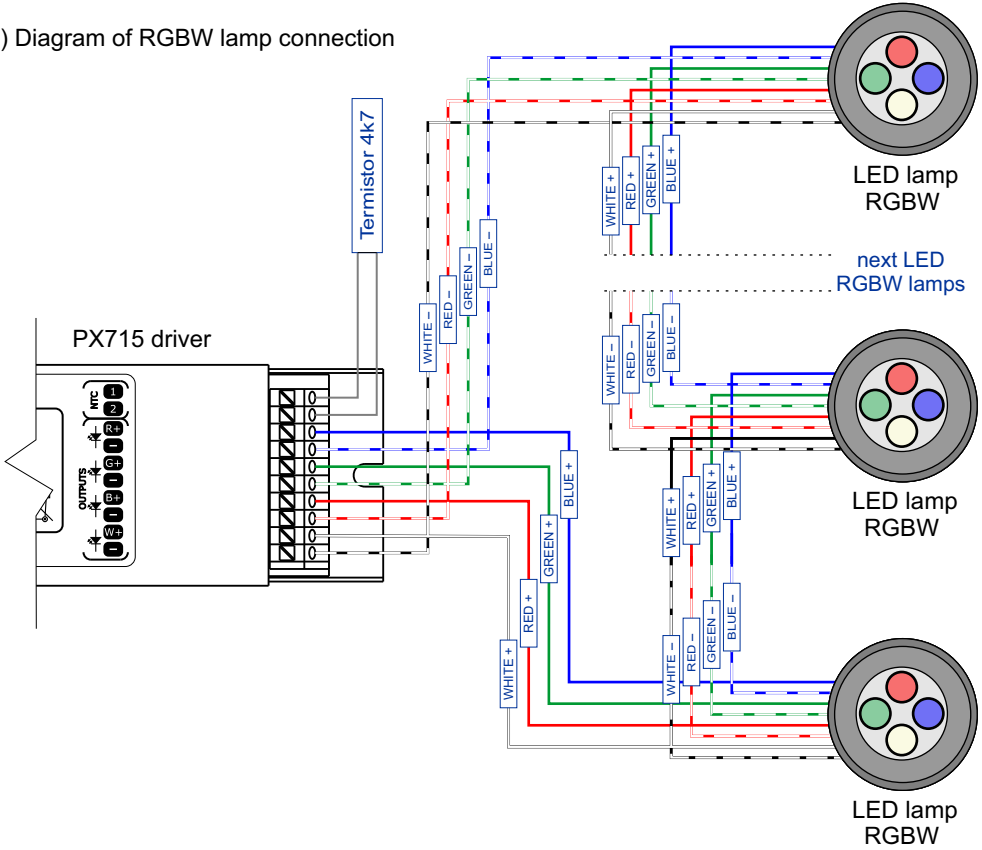 ) Diagram of RGBW lamp connection
Termistor 4k7
LED lamp
RGBW
WHITE +
RED +
GREEN +
BLUE +
WHITE –
RED –
GREEN –
BLUE –
next LED
RGBW lamps
WHITE –
RED –
GREEN –
BLUE –
PX715 driver
NTC
1
2
OUTPUTS
R+
–
G+
–
B+
–
W+
–
LED lamp
RGBW
BLUE +
GREEN +
RED +
WHITE +
WHITE +
RED +
GREEN +
BLUE +
WHITE –
RED –
GREEN –
BLUE –
LED lamp
RGBW